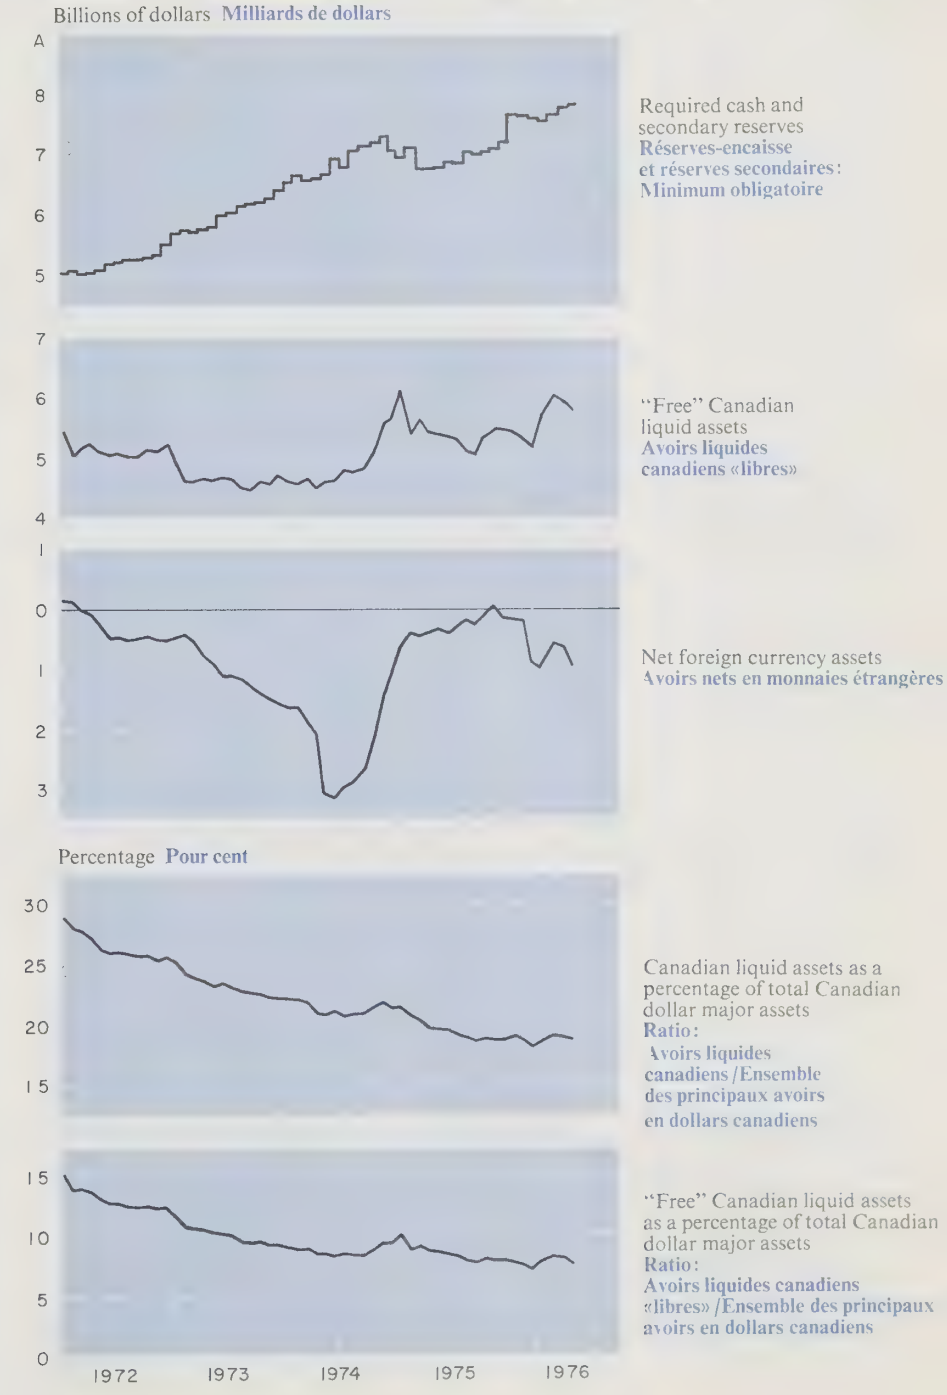 Billions of dollars Milliards de dollars
A
8
7
6
5
Required cash and
secondary reserves
Réserves-encaisse
et réserves secondaires:
Minimum obligatoire
7
6
5
4
"Free" Canadian
liquid assets
Avoirs liquides
canadiens «libres»
1
0
1
2
3
Net foreign currency assets
Avoirs nets en monnaies étrangères
Percentage Pour cent
30
25
20
15
Canadian liquid assets as a
percentage of total Canadian
dollar major assets
Ratio:
Avoirs liquides
canadiens/Ensemble
des principaux avoirs
en dollars canadiens
15
10
5
0
"Free" Canadian liquid assets
as a percentage of total Canadian
dollar major assets
Ratio:
Avoirs liquides canadiens
«libres»/Ensemble des principaux
avoirs en dollars canadiens
1972 1973 1974 1975 1976